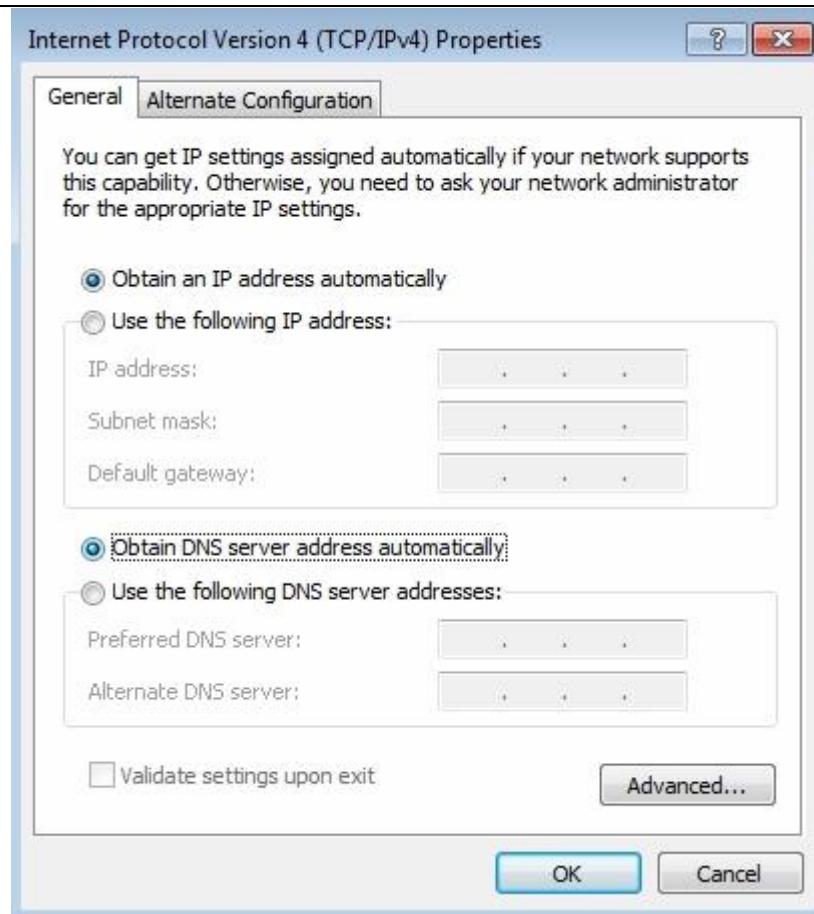 Internet Protocol Version 4 (TCP/IPv4) Properties
General
Alternate Configuration
You can get IP settings assigned automatically if your network supports
this capability. Otherwise, you need to ask your network administrator
for the appropriate IP settings.
Obtain an IP address automatically
Use the following IP address:
IP address:
Subnet mask:
Default gateway:
Obtain DNS server address automatically
Use the following DNS server addresses:
Preferred DNS server:
Alternate DNS server:
Validate settings upon exit
Advanced...
OK
Cancel